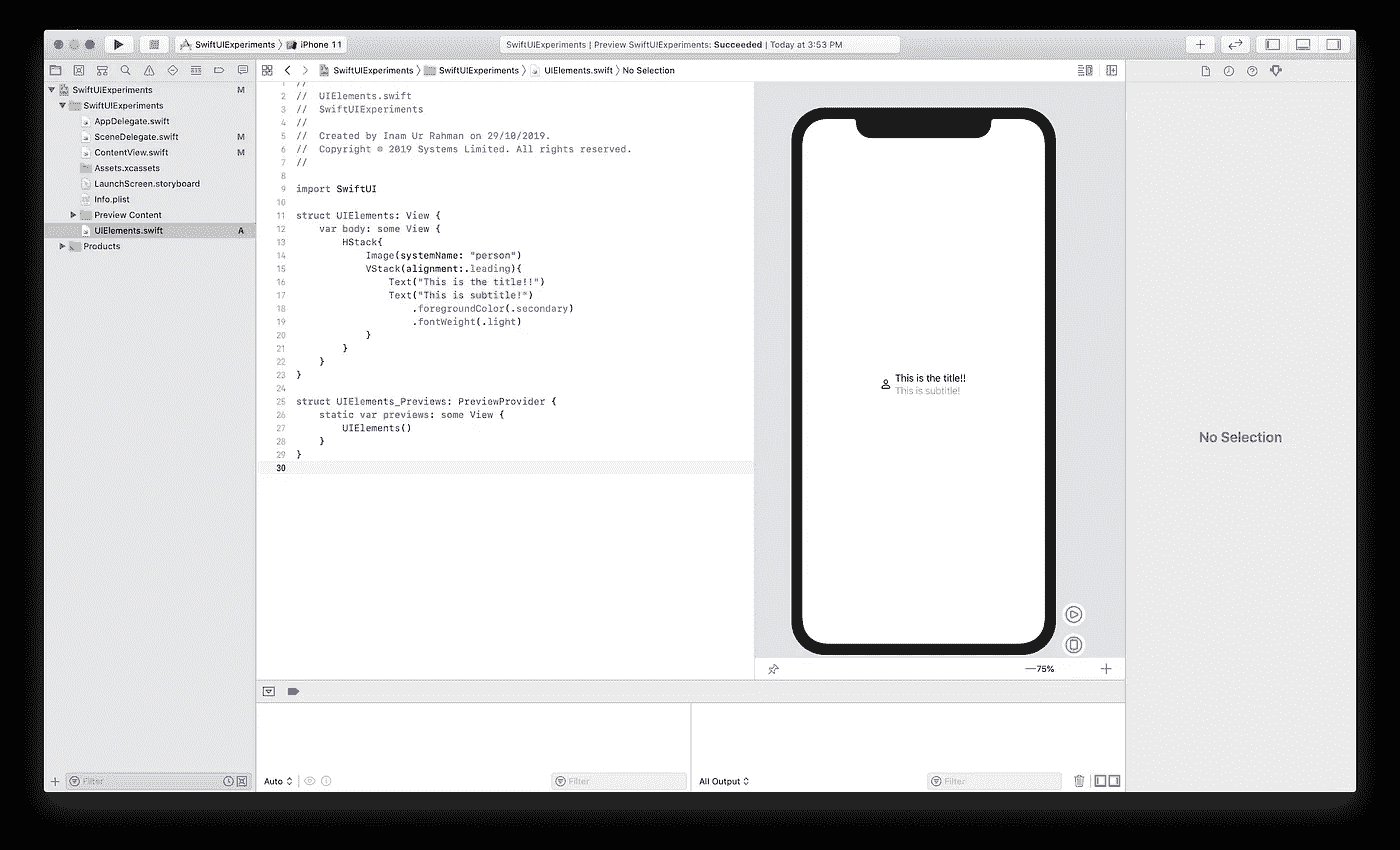 SwiftUIExperiments 〉 iPhone 11
SwiftUIExperiments | Preview SwiftUIExperiments: Succeeded | Today at 3:53 PM
SwiftUIExperiments M
SwiftUIExperiments
AppDelegate.swift
SceneDelegate.swift M
ContentView.swift M
Assets.xcassets
LaunchScreen.storyboard
Info.plist
Preview Content
UIElements.swift A
Products
Filter
SwiftUIExperiments 〉 SwiftUIExperiments 〉 UIElements.swift 〉 No Selection
1 //
2 //  UIElements.swift
3 //  SwiftUIExperiments
4 //
5 //  Created by Inam Ur Rahman on 29/10/2019.
6 //  Copyright © 2019 Systems Limited. All rights reserved.
7 //
8
9 import SwiftUI
10
11 struct UIElements: View {
12     var body: some View {
13         HStack{
14             Image(systemName: "person")
15             VStack(alignment:.leading){
16                 Text("This is the title!!")
17                 Text("This is subtitle!")
18                     .foregroundColor(.secondary)
19                     .fontWeight(.light)
20             }
21         }
22     }
23 }
24
25 struct UIElements_Previews: PreviewProvider {
26     static var previews: some View {
27         UIElements()
28     }
29 }
30
This is the title!!
This is subtitle!
— 75% +
No Selection
Auto
Filter
All Output
Filter